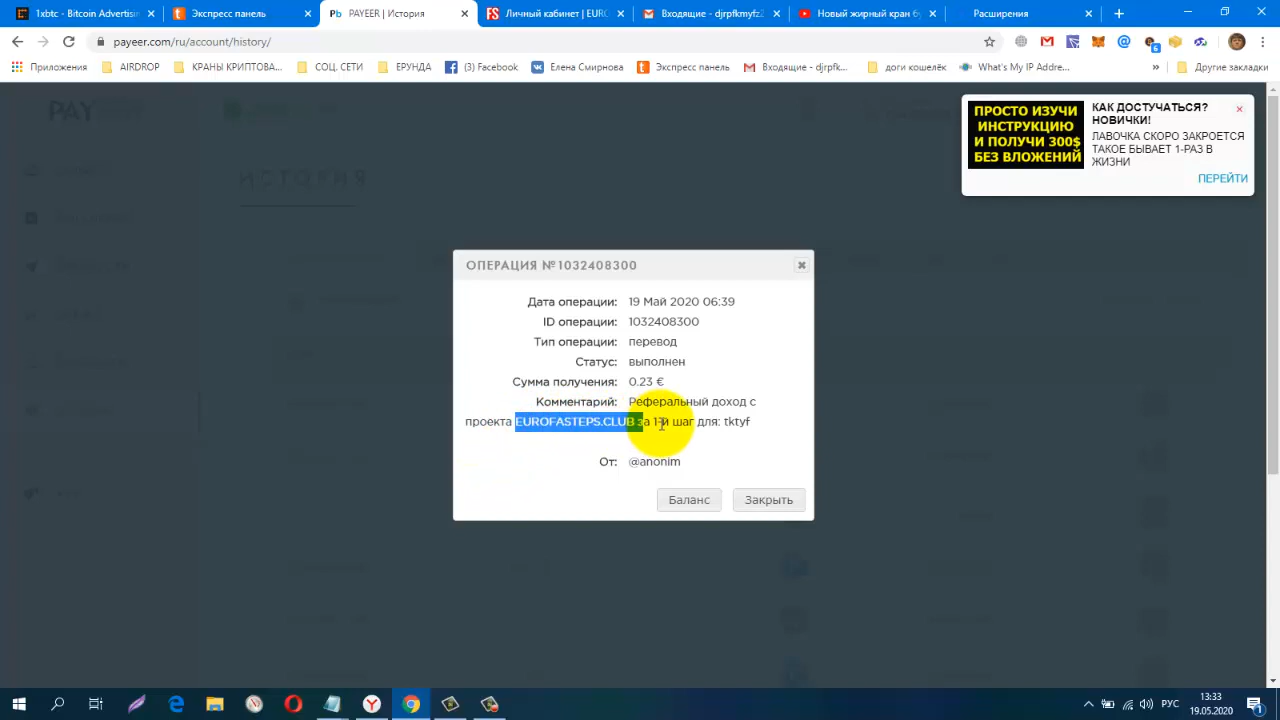 1xbtc - Bitcoin Advertisin
Экспресс панель
PAYEER | История
Личный кабинет | EURO
Входящие - djrpfkmyfz
Новый жирный кран б
Расширения
payeer.com/ru/account/history/
Приложения
AIRDROP
КРАНЫ КРИПТОВА...
СОЦ. СЕТИ
ЕРУНДА
(3) Facebook
Елена Смирнова
Экспресс панель
Входящие - djrpf...
доги кошелёк
What's My IP Addre...
»
Другие закладки
PAY
ИСТОРИЯ
ПРОСТО ИЗУЧИ
ИНСТРУКЦИЮ
И ПОЛУЧИ 300$
БЕЗ ВЛОЖЕНИЙ
КАК ДОСТУЧАТЬСЯ?
НОВИЧКИ!
ЛАВОЧКА СКОРО ЗАКРОЕТСЯ
ТАКОЕ БЫВАЕТ 1-РАЗ В
ЖИЗНИ
ПЕРЕЙТИ
ОПЕРАЦИЯ №1032408300
Дата операции: 19 Май 2020 06:39
ID операции: 1032408300
Тип операции: перевод
Статус: выполнен
Сумма получения: 0.23 €
Комментарий: Реферальный доход с
проекта EUROFASTEPS.CLUB за 1-й шаг для: tktyf
От: @anonim
Баланс
Закрыть
6
РУС
13:33
19.05.2020
1